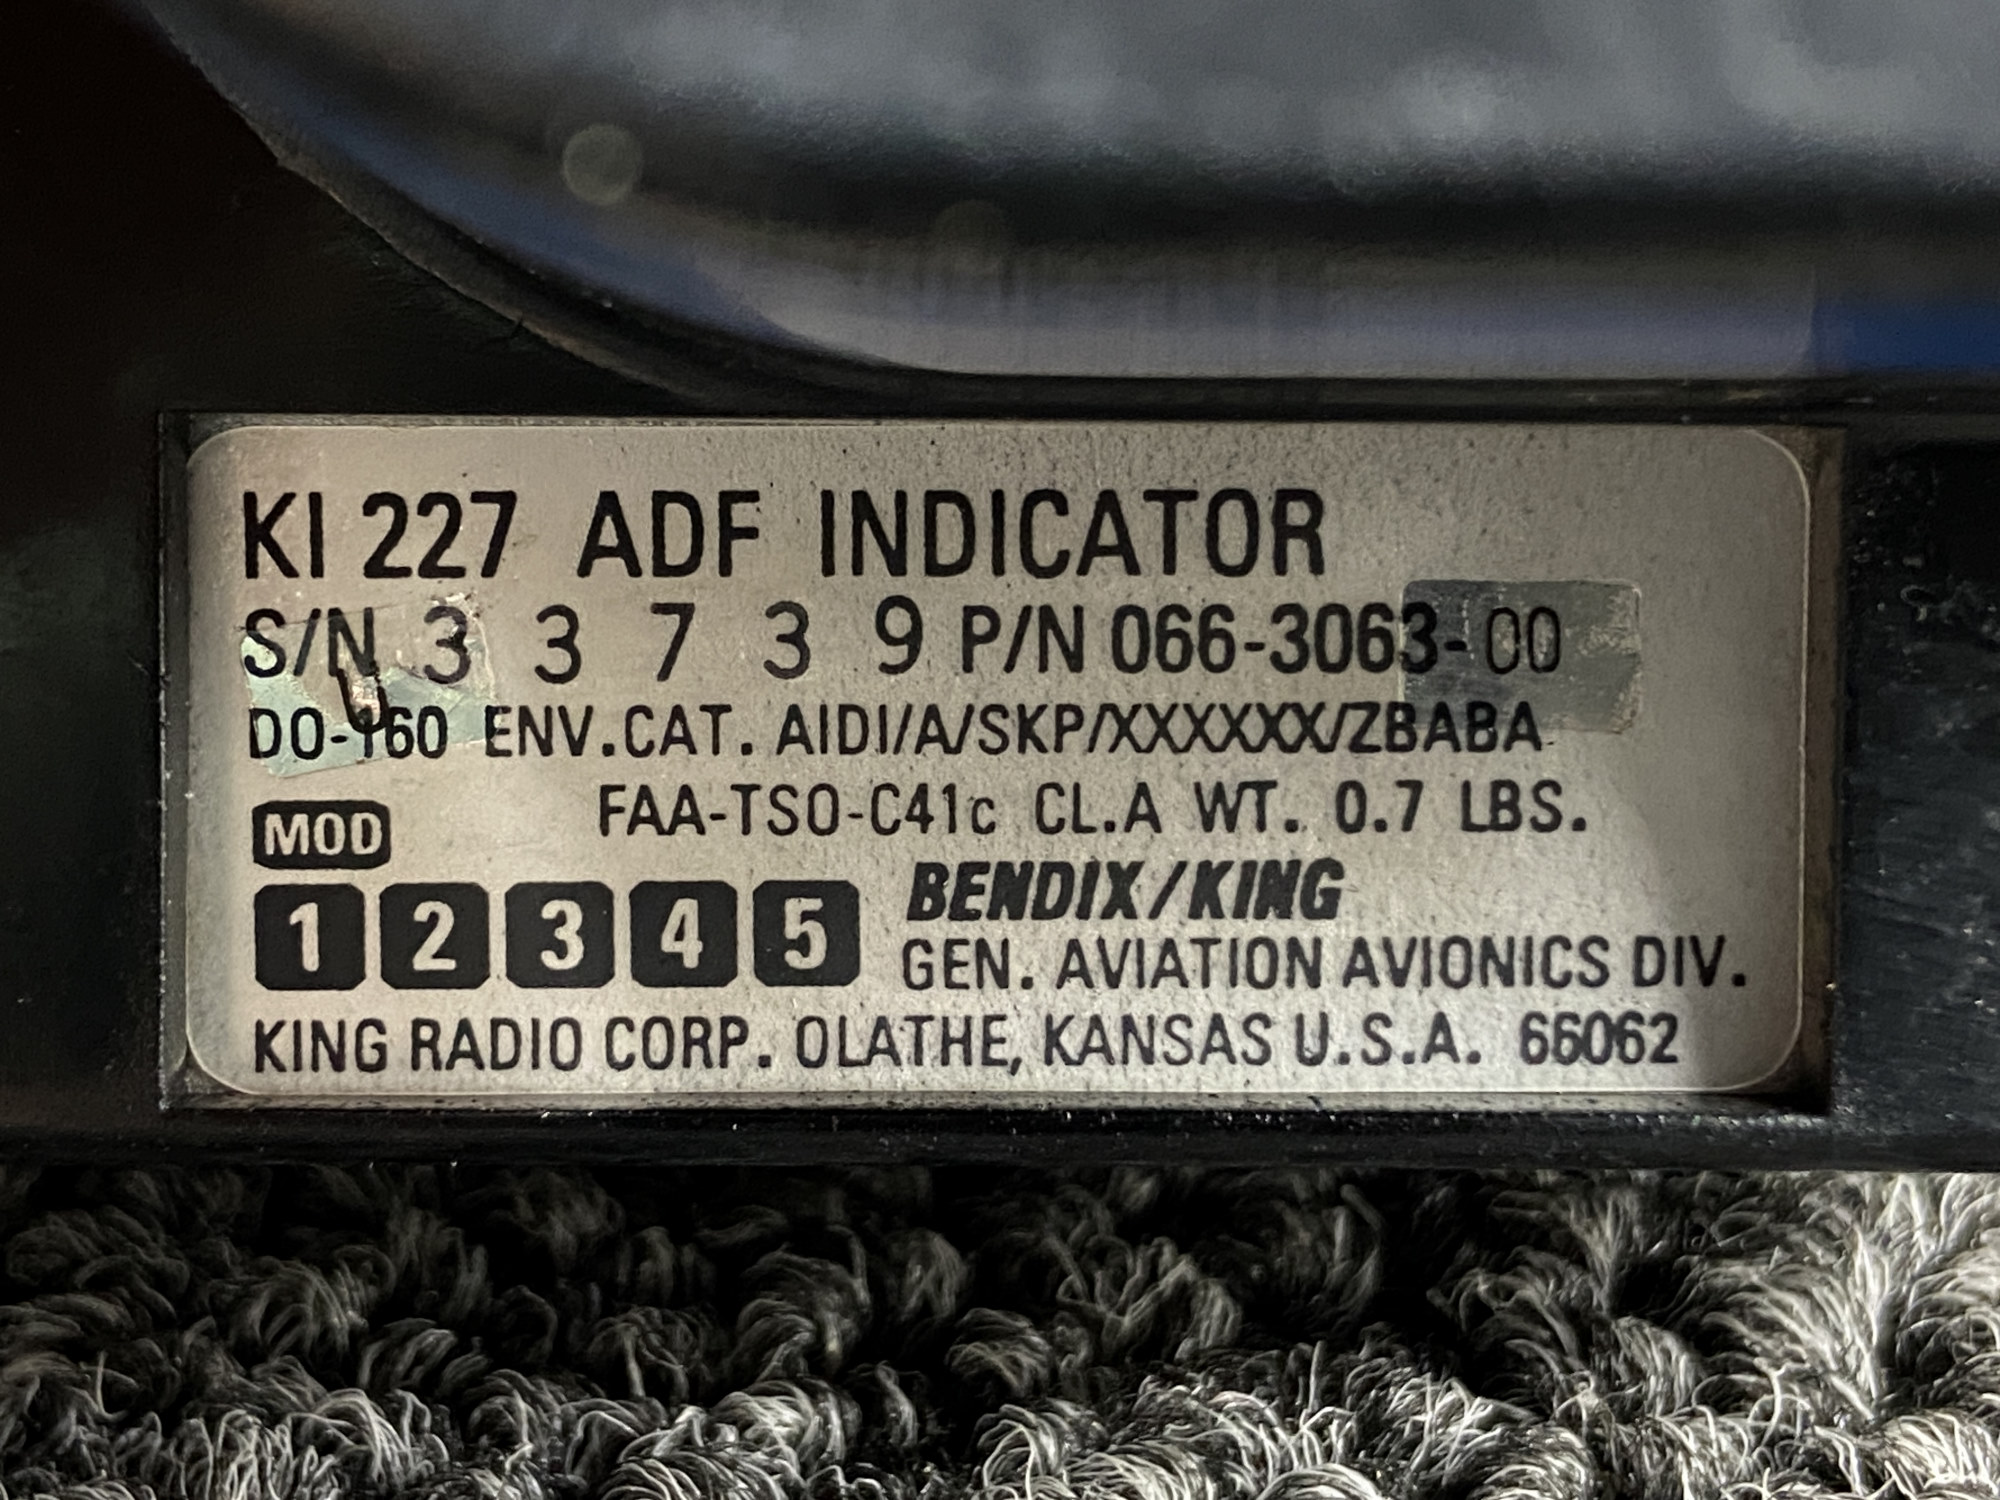 KI 227 ADF INDICATOR
S/N 3 3 7 3 9 P/N 066-3063-00
DO-160 ENV.CAT. AIDI/A/SKP/XXXXXX/ZBABA
MOD FAA-TSO-C41c CL.A WT. 0.7 LBS.
1 2 3 4 5 BENDIX/KING
GEN. AVIATION AVIONICS DIV.
KING RADIO CORP. OLATHE, KANSAS U.S.A. 66062